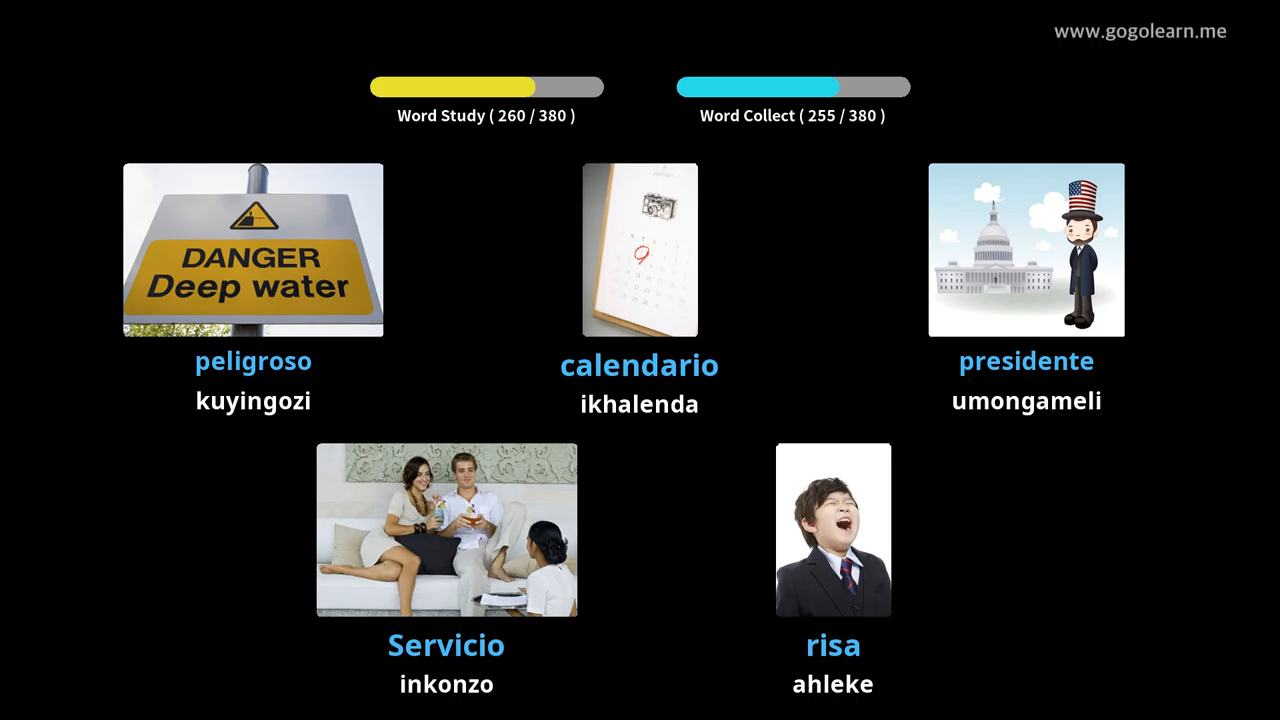 www.gogolearn.me
Word Study ( 260 / 380 )
Word Collect ( 255 / 380 )
DANGER
Deep water
9
peligroso
calendario
presidente
kuyingozi
ikhalenda
umongameli
Servicio
risa
inkonzo
ahleke